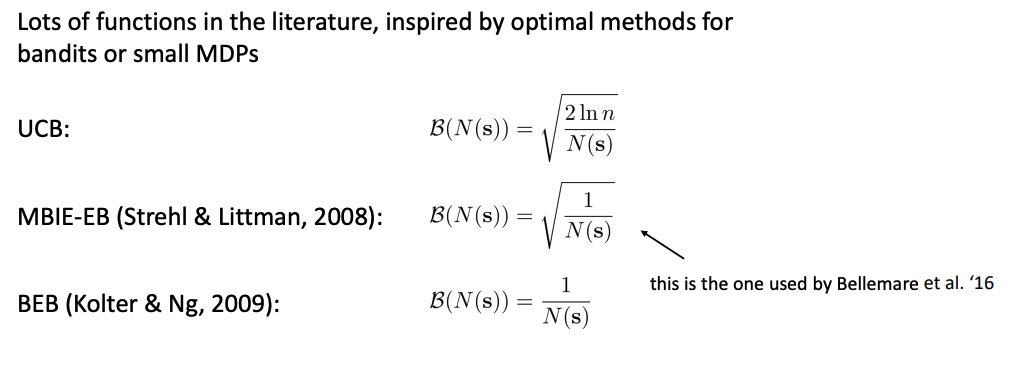 Lots of functions in the literature, inspired by optimal methods for
bandits or small MDPs
UCB: $\mathcal{B}(N(\mathbf{s})) = \sqrt{\frac{2 \ln n}{N(\mathbf{s})}}$
MBIE-EB (Strehl & Littman, 2008): $\mathcal{B}(N(\mathbf{s})) = \sqrt{\frac{1}{N(\mathbf{s})}}$
this is the one used by Bellemare et al. ‘16
BEB (Kolter & Ng, 2009): $\mathcal{B}(N(\mathbf{s})) = \frac{1}{N(\mathbf{s})}$